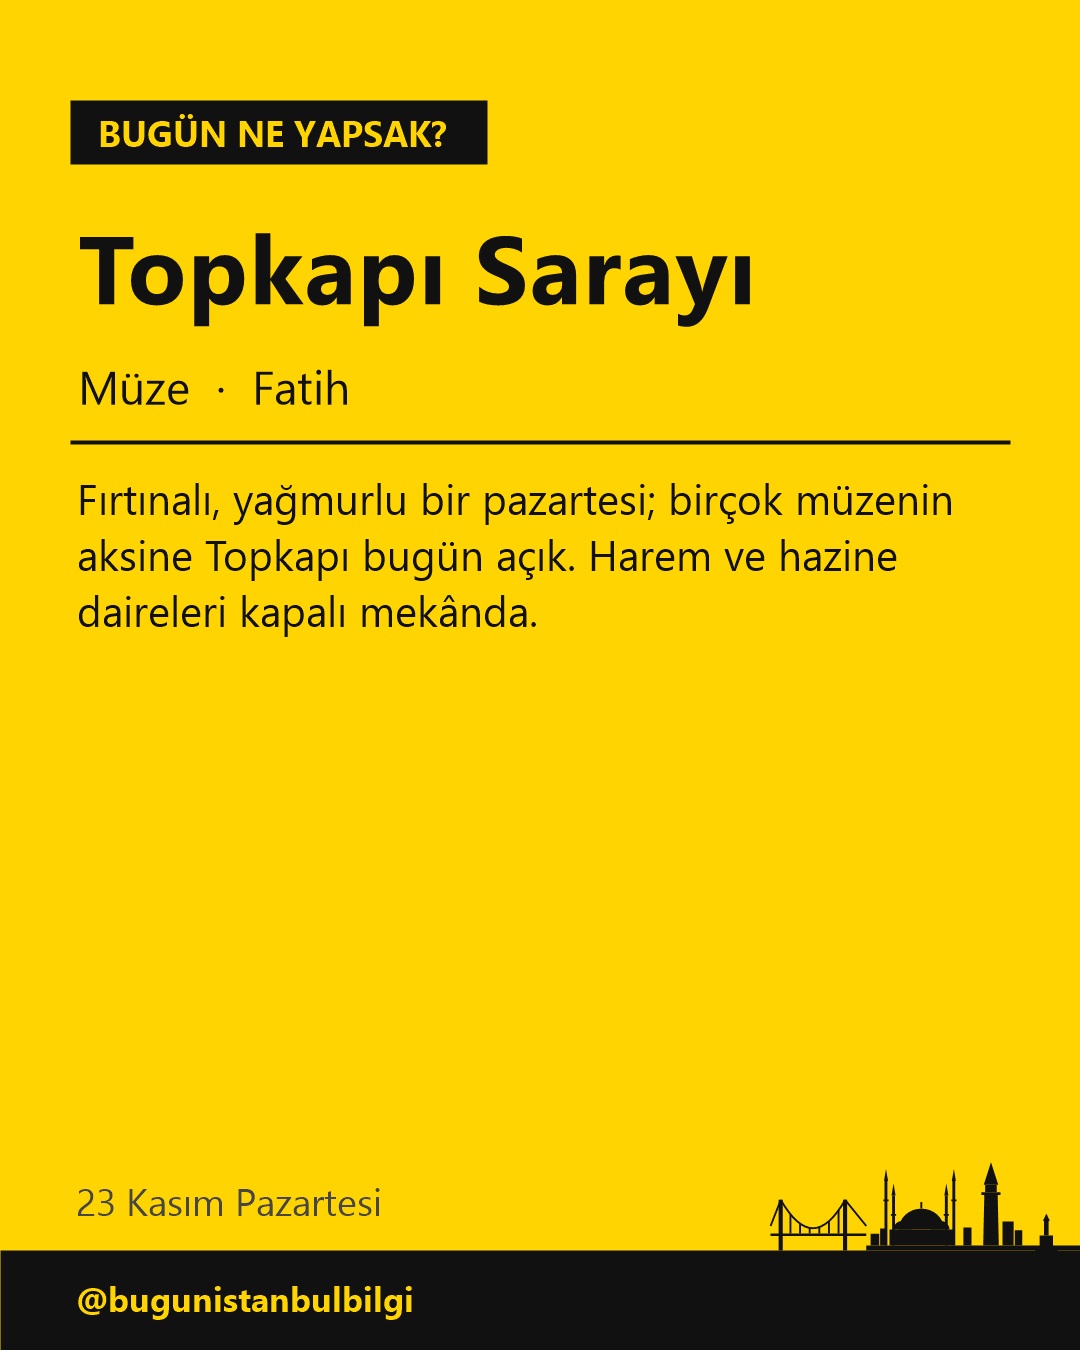 BUGÜN NE YAPSAK?
Topkapı Sarayı
Müze · Fatih
Fırtınalı, yağmurlu bir pazartesi; birçok müzenin
aksine Topkapı bugün açık. Harem ve hazine
daireleri kapalı mekânda.
23 Kasım Pazartesi
@bugunistanbulbilgi